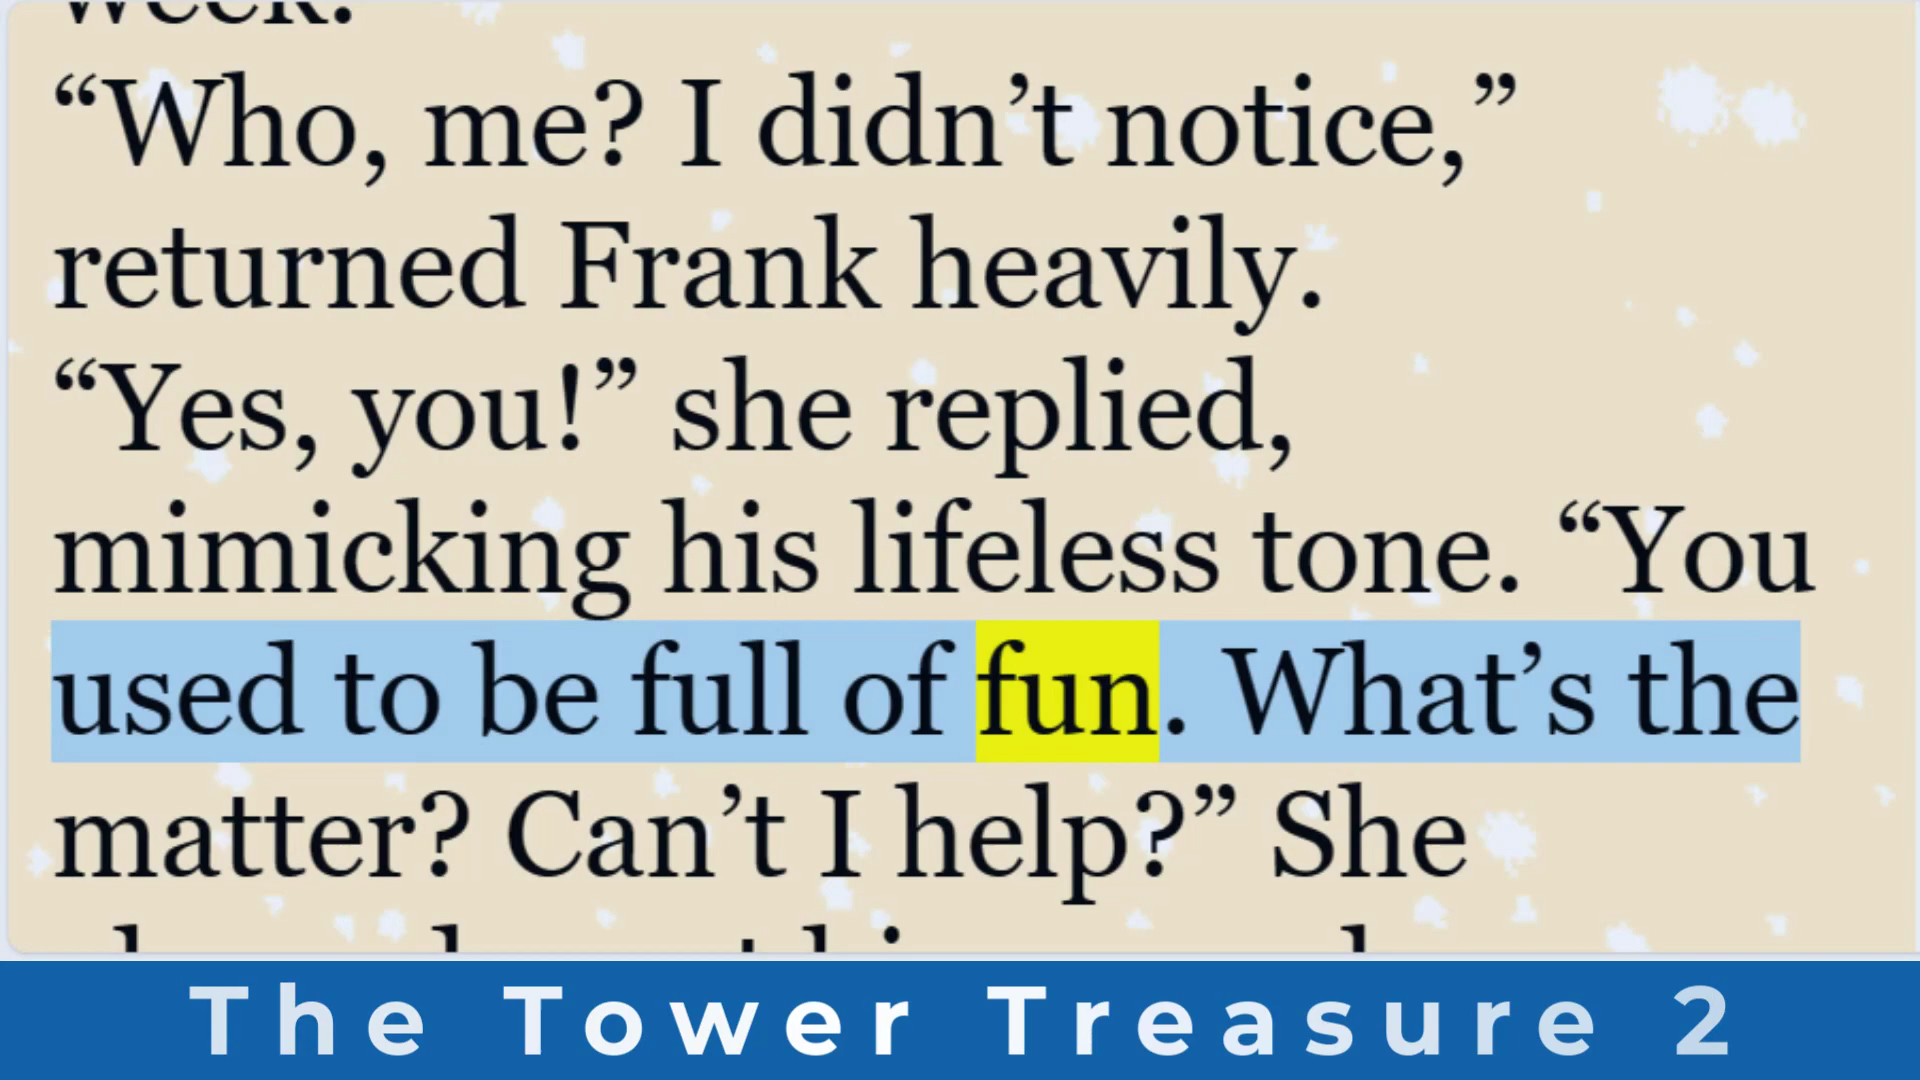 week.
“Who, me? I didn’t notice,”
returned Frank heavily.
“Yes, you!” she replied,
mimicking his lifeless tone. “You
used to be full of fun. What’s the
matter? Can’t I help?” She
The Tower Treasure 2